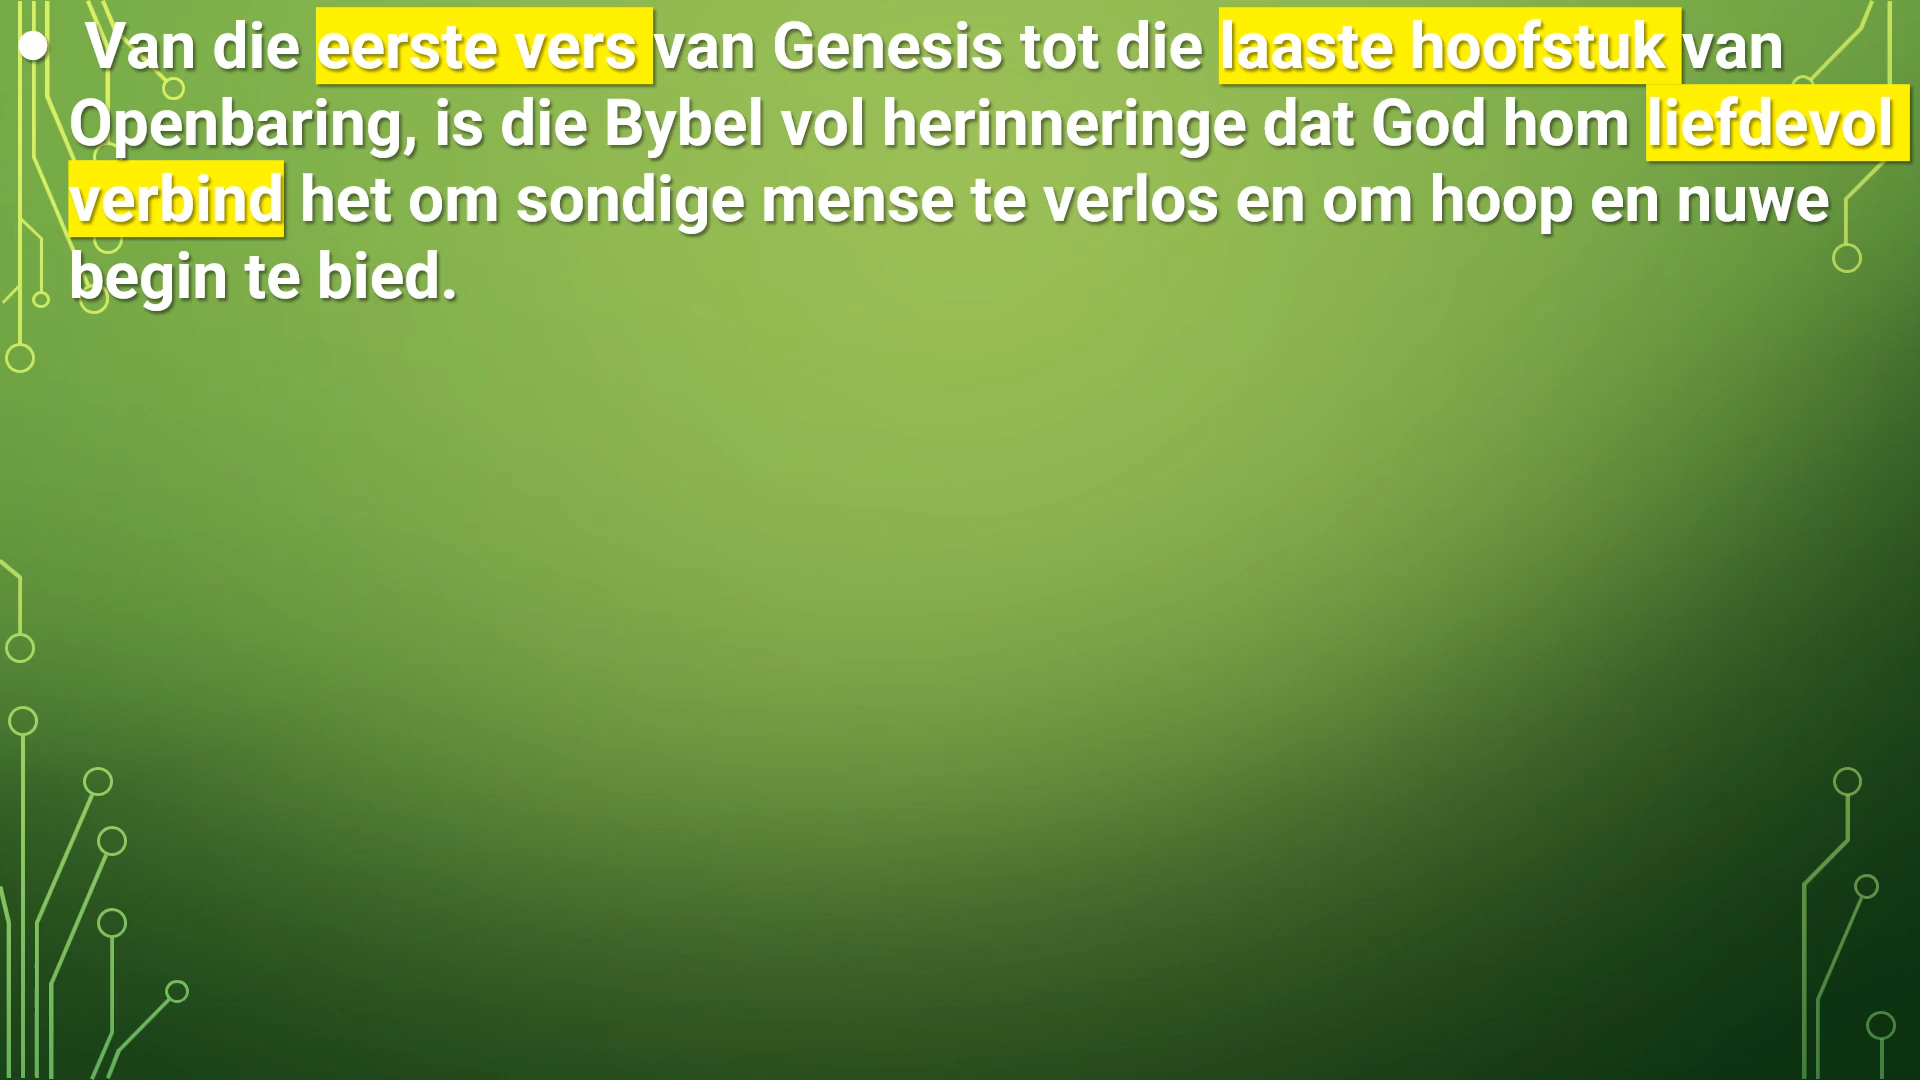 • Van die eerste vers van Genesis tot die laaste hoofstuk van
Openbaring, is die Bybel vol herinneringe dat God hom liefdevol
verbind het om sondige mense te verlos en om hoop en nuwe
begin te bied.